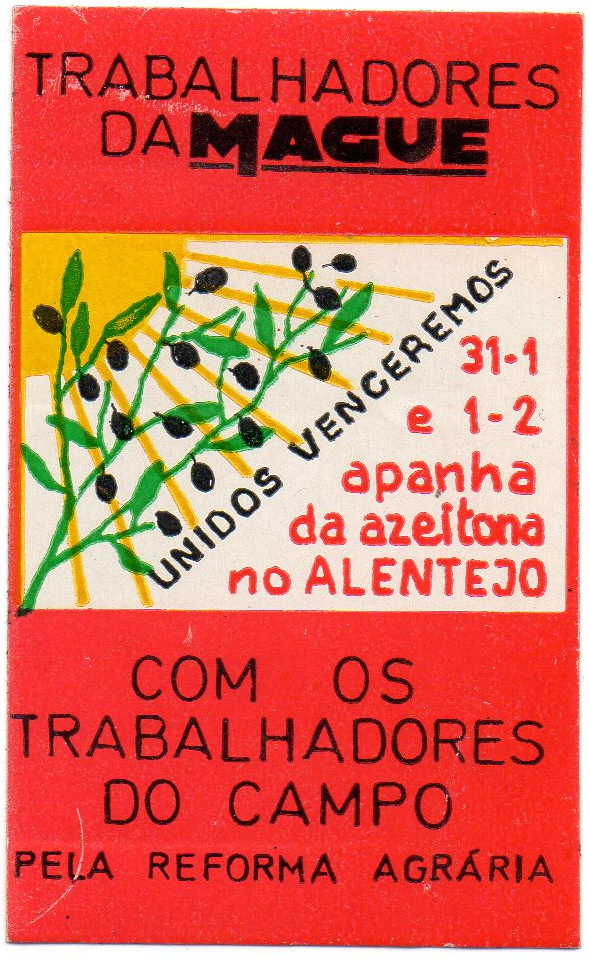 TRABALHADORES
DA MAGUE
UNIDOS VENCEREMOS
31-1
e 1-2
apanha
da azeitona
no ALENTEJO
COM OS
TRABALHADORES
DO CAMPO
PELA REFORMA AGRÁRIA